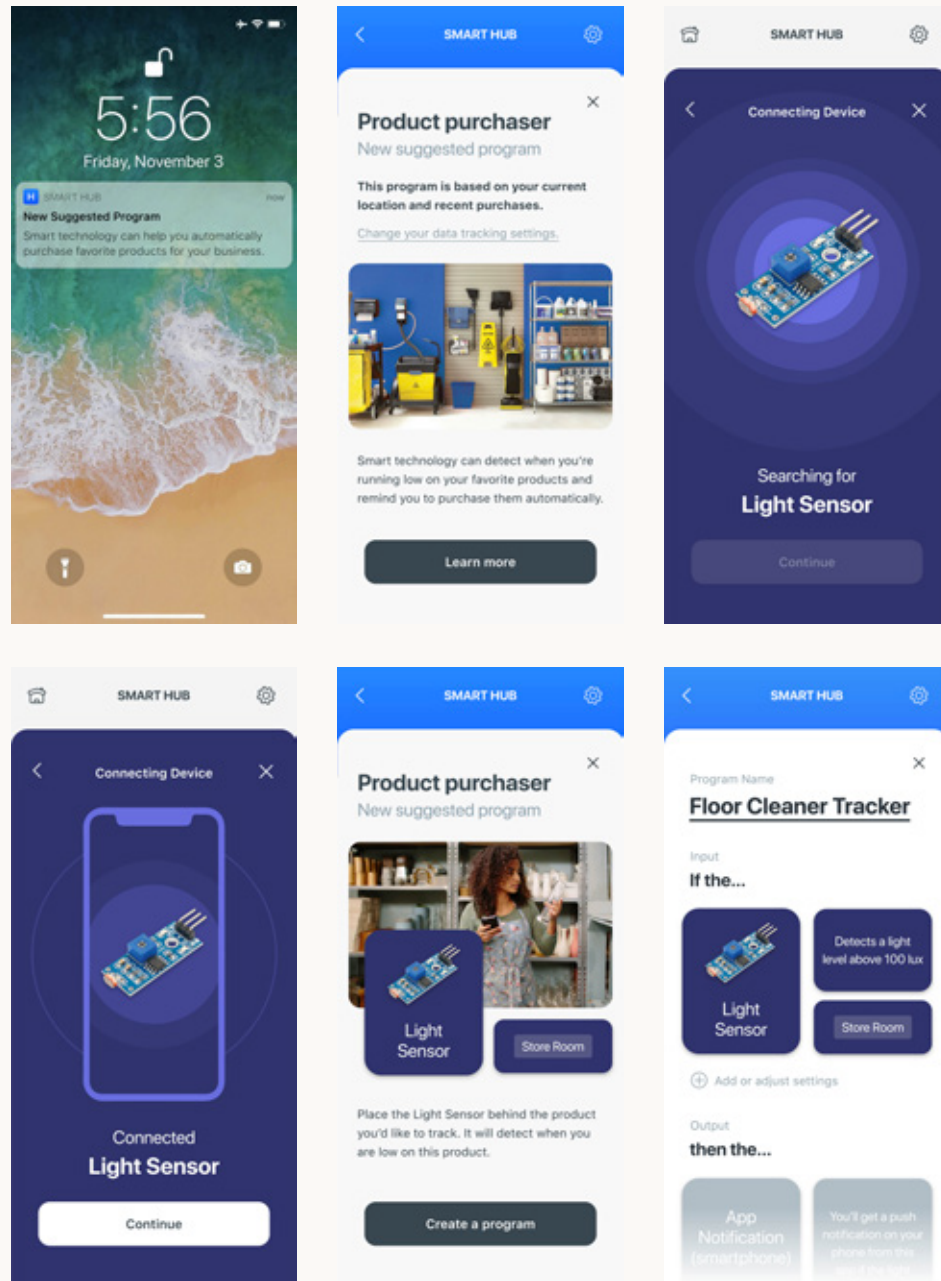 5:56
Friday, November 3
SMART HUB
now
New Suggested Program
Smart technology can help you automatically
purchase favorite products for your business.
SMART HUB
Product purchaser
New suggested program
This program is based on your current
location and recent purchases.
Change your data tracking settings.
Smart technology can detect when you're
running low on your favorite products and
remind you to purchase them automatically.
Learn more
SMART HUB
Connecting Device
Searching for
Light Sensor
Continue
SMART HUB
Connecting Device
Connected
Light Sensor
Continue
SMART HUB
Product purchaser
New suggested program
Light
Sensor
Store Room
Place the Light Sensor behind the product
you'd like to track. It will detect when you
are low on this product.
Create a program
SMART HUB
Program Name
Floor Cleaner Tracker
Input
If the...
Light
Sensor
Detects a light
level above 100 lux
Store Room
Add or adjust settings
Output
then the...
App
Notification
(smartphone)
You'll get a push
notification on your
phone from this